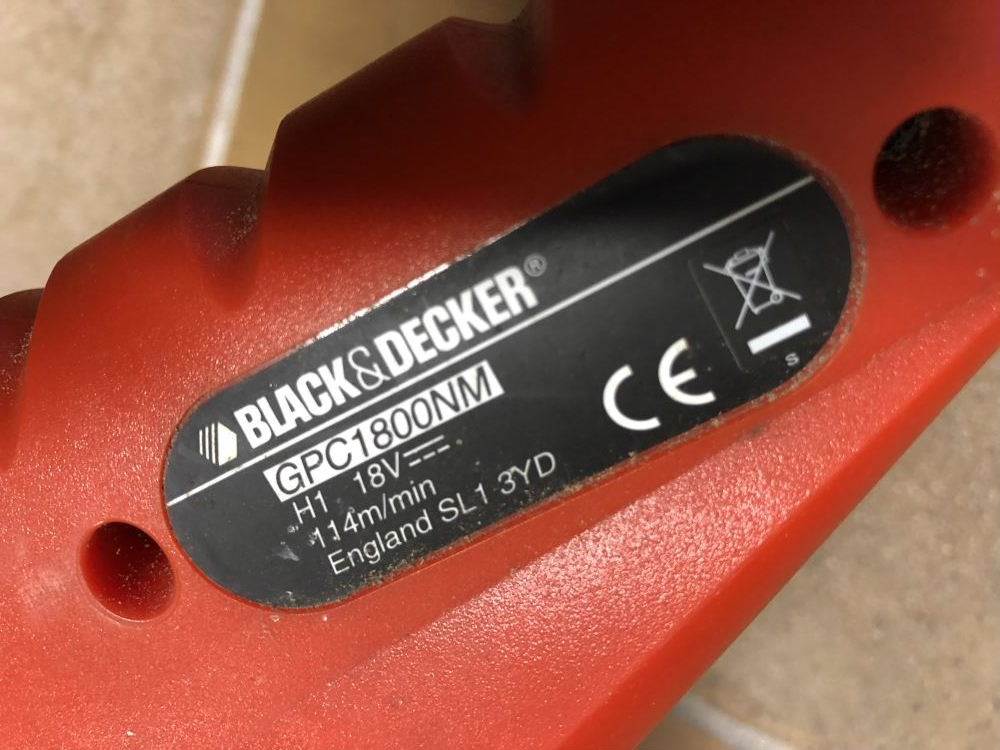 BLACK&DECKER®
GPC1800NM
H1 18V
114m/min
England SL1 3YD
CE
S